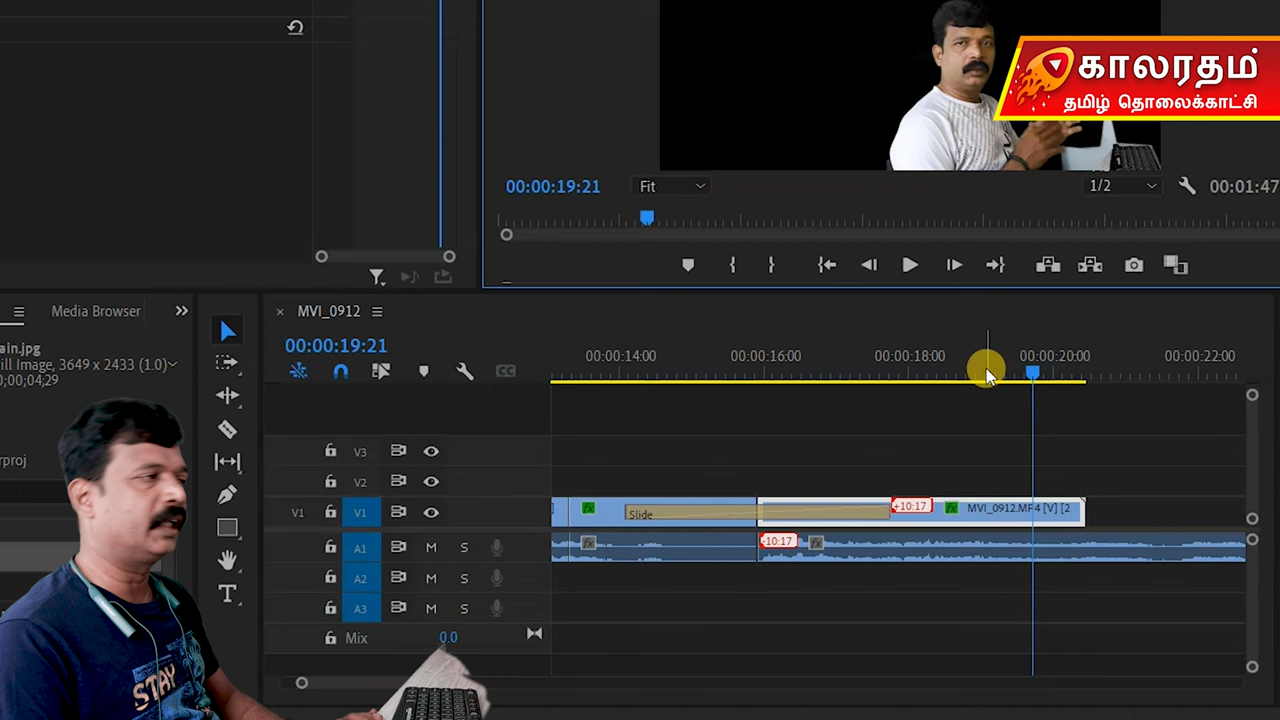 காலரதம்
தமிழ் தொலைக்காட்சி
00:00:19:21
Fit
1/2
00:01:47
Media Browser
MVI_0912
ain.jpg
ill Image, 3649 x 2433 (1.0)
0;00;04;29
rproj
00:00:19:21
00:00:14:00
00:00:16:00
00:00:18:00
00:00:20:00
00:00:22:00
V3
V2
V1
V1
Slide
+10:17
fx
MVI_0912.MP4 [V] [2
A1
M
S
-10:17
fx
A2
M
S
A3
M
S
Mix
0.0
STAY